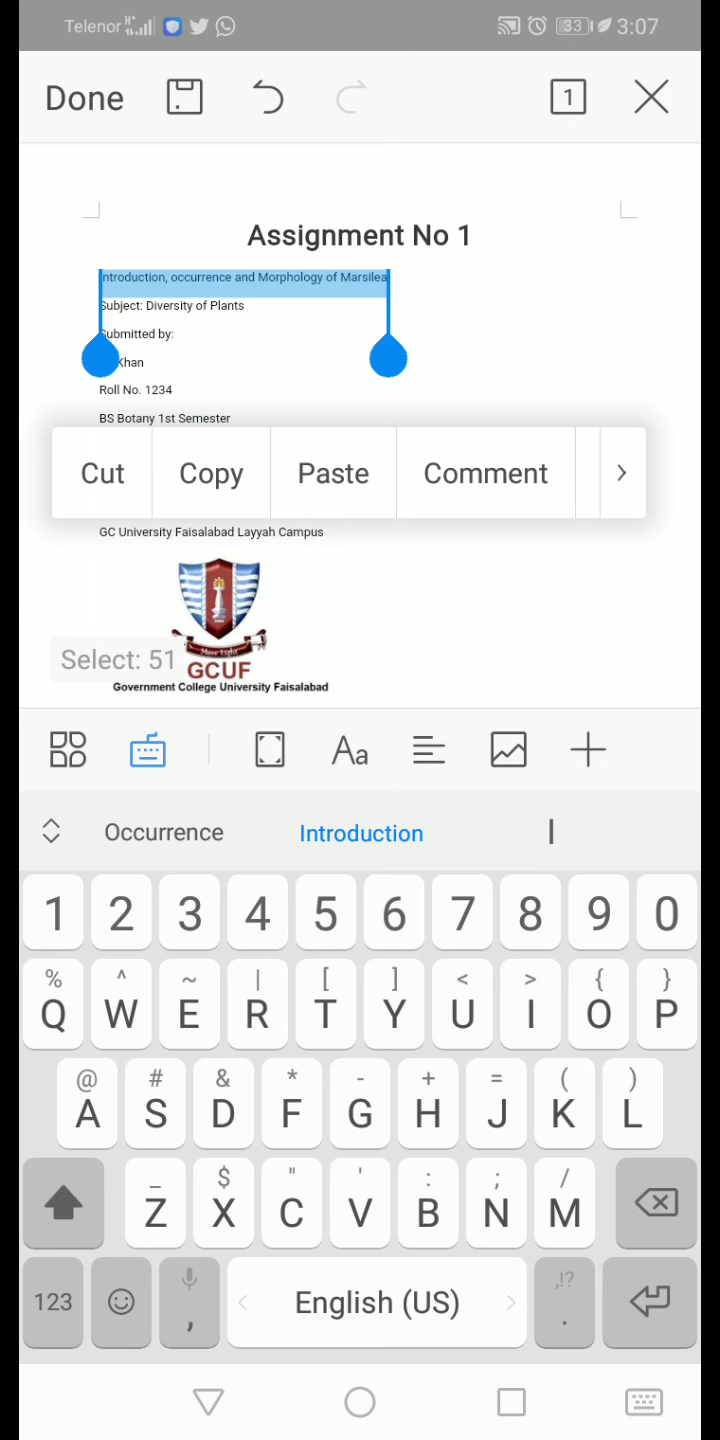 Telenor H+ 33 3:07
Done 1
Assignment No 1
Introduction, occurrence and Morphology of Marsilea
Subject: Diversity of Plants
Submitted by:
Khan
Roll No. 1234
BS Botany 1st Semester
Cut Copy Paste Comment
GC University Faisalabad Layyah Campus
Select: 51
GCUF
Government College University Faisalabad
Aa
Occurrence Introduction I
1 2 3 4 5 6 7 8 9 0
% ^ ~ | [ ] < > { }
Q W E R T Y U I O P
@ # & * - + = ( )
A S D F G H J K L
_ $ " ' : ; /
Z X C V B N M
123 , English (US) ,!? .